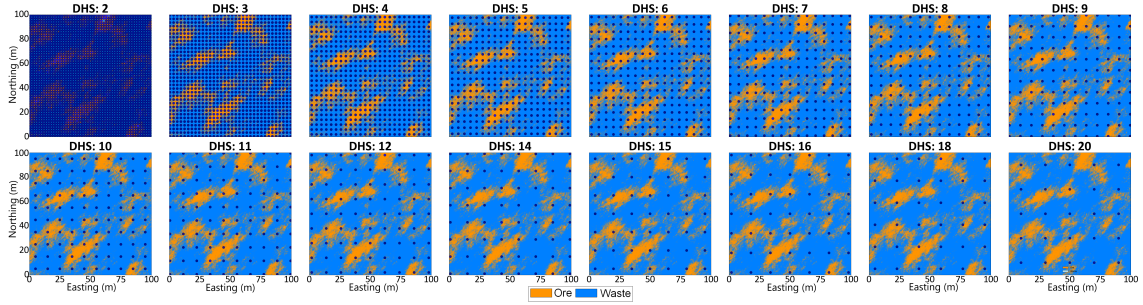 DHS: 2 DHS: 3 DHS: 4 DHS: 5 DHS: 6 DHS: 7 DHS: 8 DHS: 9
100
80
60
40
20
0
Northing (m)
DHS: 10 DHS: 11 DHS: 12 DHS: 14 DHS: 15 DHS: 16 DHS: 18 DHS: 20
100
80
60
40
20
0
Northing (m)
0 25 50 75 100 0 25 50 75 100 0 25 50 75 100 0 25 50 75 100 0 25 50 75 100 0 25 50 75 100 0 25 50 75 100 0 25 50 75 100
Easting (m) Easting (m) Easting (m) Easting (m) Easting (m) Easting (m) Easting (m) Easting (m)
Ore Waste